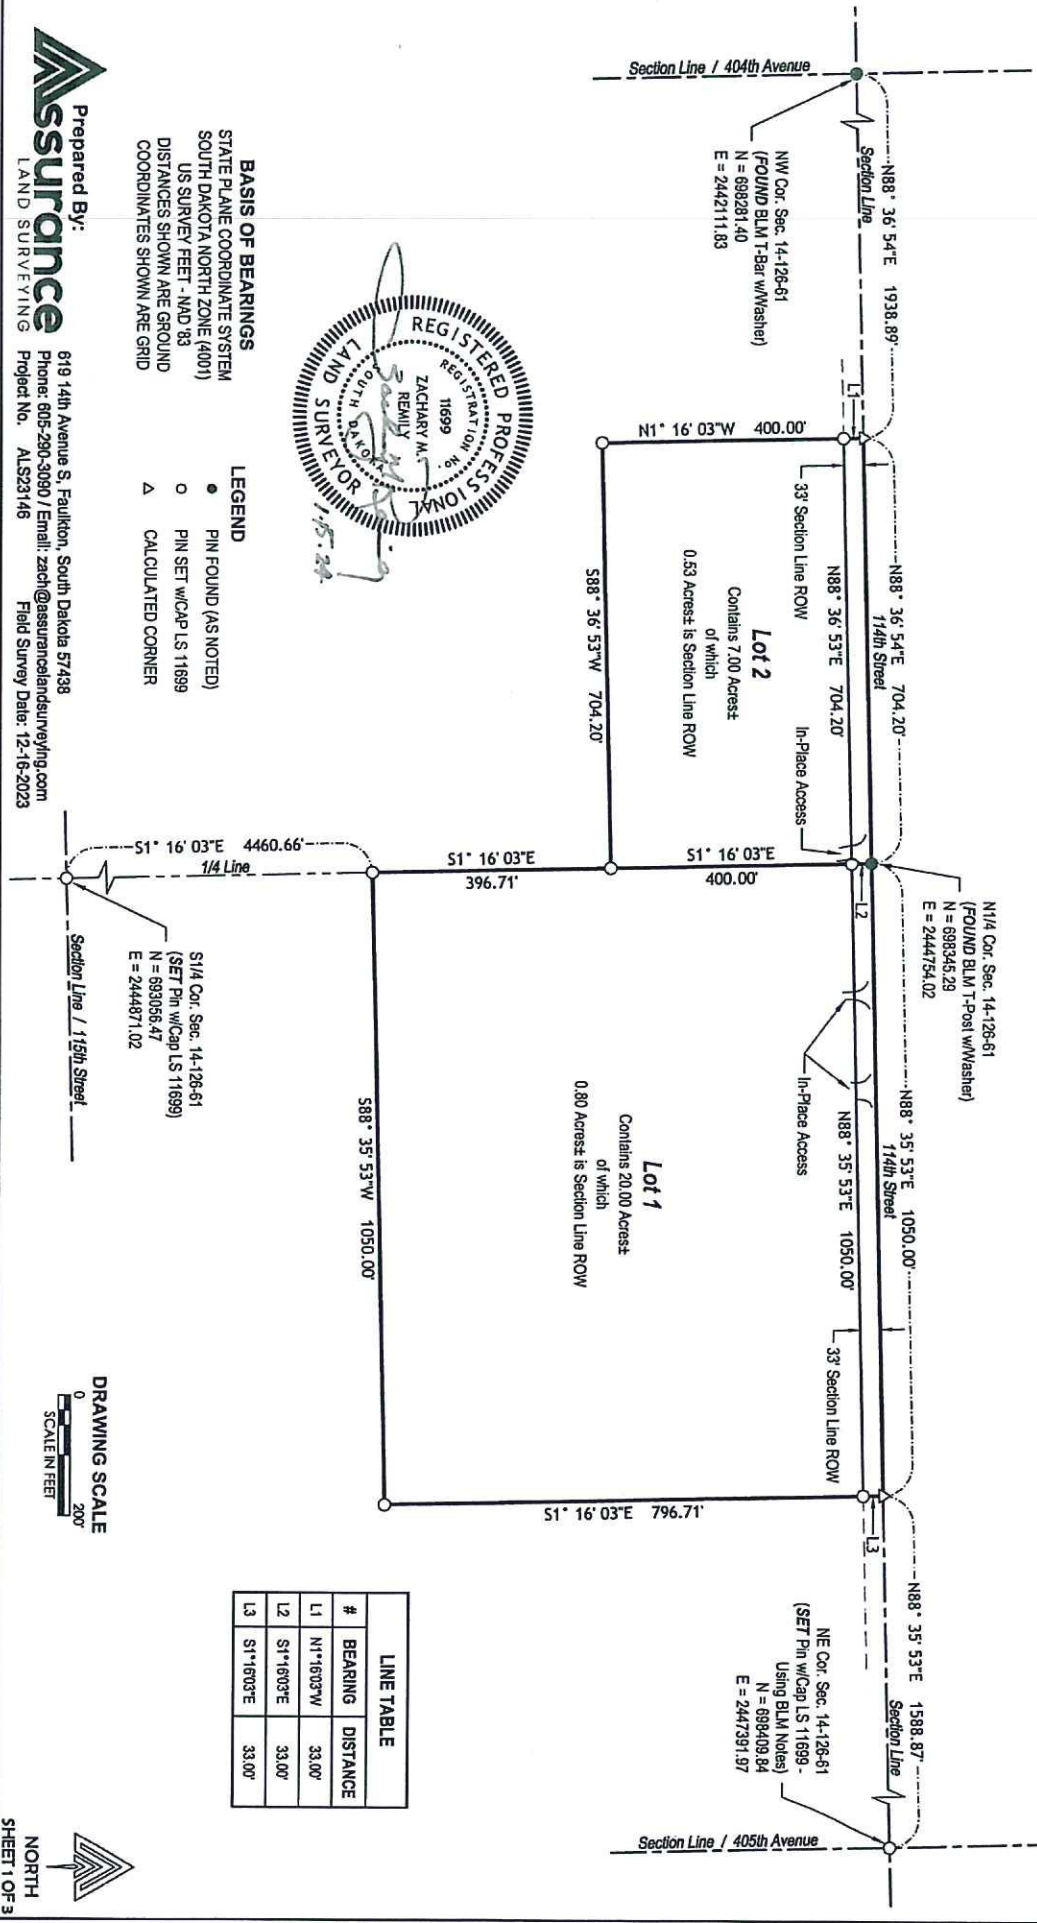 Section Line / 404th Avenue
N88° 36' 54"E 1938.89'
Section Line
NW Cor. Sec. 14-126-61
(FOUND BLM T-Bar w/Washer)
N = 698281.40
E = 2442111.83
L1
N88° 36' 54"E 704.20'
114th Street
N1° 16' 03"W 400.00'
33' Section Line ROW
N88° 36' 53"E 704.20'
In-Place Access
Lot 2
Contains 7.00 Acres±
of which
0.53 Acres± is Section Line ROW
S88° 36' 53"W 704.20'
N1/4 Cor. Sec. 14-126-61
(FOUND BLM T-Post w/Washer)
N = 698345.29
E = 2444754.02
L2
S1° 16' 03"E
400.00'
S1° 16' 03"E
396.71'
N88° 35' 53"E 1050.00'
114th Street
N88° 35' 53"E 1050.00'
In-Place Access
33' Section Line ROW
Lot 1
Contains 20.00 Acres±
of which
0.80 Acres± is Section Line ROW
S88° 35' 53"W 1050.00'
L3
S1° 16' 03"E 796.71'
N88° 35' 53"E 1588.87'
Section Line
NE Cor. Sec. 14-126-61
(SET Pin w/Cap LS 11699 -
Using BLM Notes)
N = 698409.84
E = 2447391.97
Section Line / 405th Avenue
S1° 16' 03"E 4460.66'
1/4 Line
S1/4 Cor. Sec. 14-126-61
(SET Pin w/Cap LS 11699)
N = 693056.47
E = 2444871.02
Section Line / 115th Street
REGISTERED PROFESSIONAL
REGISTRATION NO.
11699
ZACHARY M.
REMILY
SOUTH DAKOTA
LAND SURVEYOR
1-15-24
BASIS OF BEARINGS
STATE PLANE COORDINATE SYSTEM
SOUTH DAKOTA NORTH ZONE (4001)
US SURVEY FEET - NAD '83
DISTANCES SHOWN ARE GROUND
COORDINATES SHOWN ARE GRID
LEGEND
● PIN FOUND (AS NOTED)
○ PIN SET w/CAP LS 11699
△ CALCULATED CORNER
LINE TABLE
# BEARING DISTANCE
L1 N1°16'03"W 33.00'
L2 S1°16'03"E 33.00'
L3 S1°16'03"E 33.00'
DRAWING SCALE
0 200'
SCALE IN FEET
Prepared By:
Assurance
LAND SURVEYING
619 14th Avenue S, Faulkton, South Dakota 57438
Phone: 605-290-3090 / Email: zach@assurancelandsurveying.com
Project No. ALS23146 Field Survey Date: 12-16-2023
NORTH
SHEET 1 OF 3